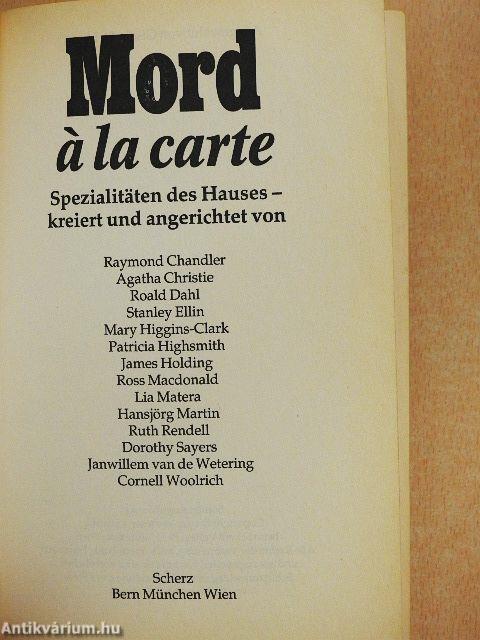 Mord
à la carte
Spezialitäten des Hauses –
kreiert und angerichtet von
Raymond Chandler
Agatha Christie
Roald Dahl
Stanley Ellin
Mary Higgins-Clark
Patricia Highsmith
James Holding
Ross Macdonald
Lia Matera
Hansjörg Martin
Ruth Rendell
Dorothy Sayers
Janwillem van de Wetering
Cornell Woolrich
Scherz
Bern München Wien
Antikvárium.hu